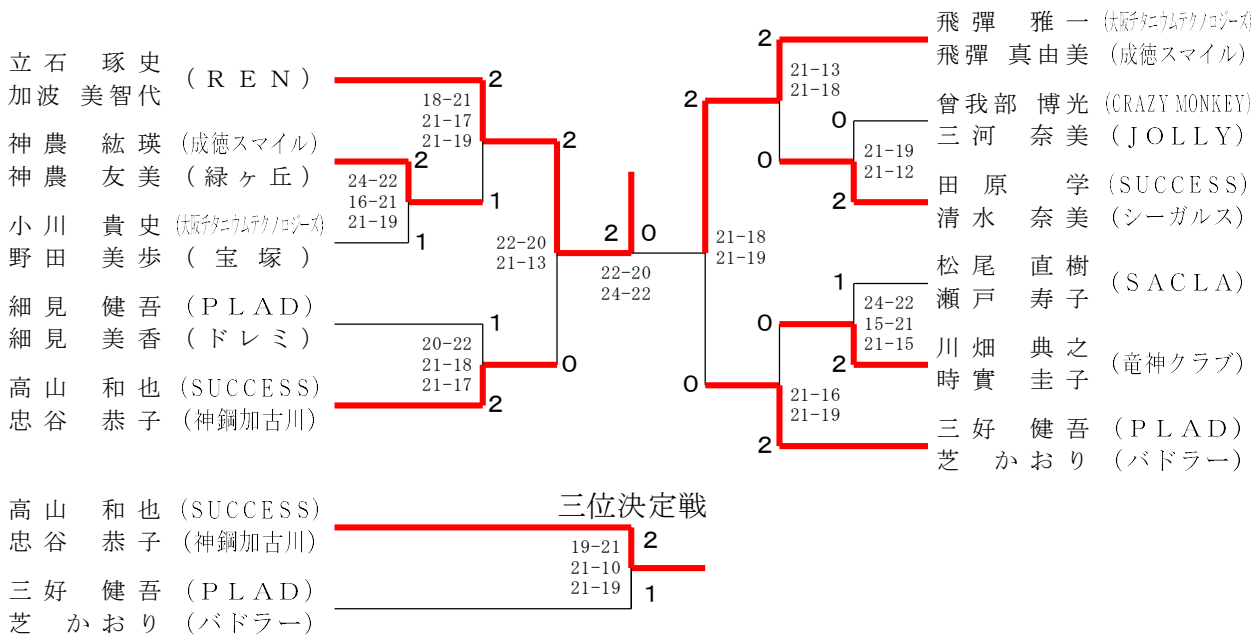 立石 琢史 (REN)
加波 美智代
神農 紘瑛 (成徳スマイル)
神農 友美 (緑ヶ丘)
小川 貴史 (大阪チタニウムテクノロジーズ)
野田 美歩 (宝塚)
細見 健吾 (PLAD)
細見 美香 (ドレミ)
高山 和也 (SUCCESS)
忠谷 恭子 (神鋼加古川)
2
18-21
21-17
21-19
2
24-22
16-21
21-19
1
1
2
22-20
21-13
1
20-22
21-18
21-17
2
0
2 0
22-20
24-22
飛彈 雅一 (大阪チタニウムテクノロジーズ)
飛彈 真由美 (成徳スマイル)
曾我部 博光 (CRAZY MONKEY)
三河 奈美 (JOLLY)
田原 学 (SUCCESS)
清水 奈美 (シーガルス)
松尾 直樹 (SACLA)
瀬戸 寿子
川畑 典之 (竜神クラブ)
時實 圭子
三好 健吾 (PLAD)
芝 かおり (バドラー)
2
21-13
21-18
2
0
0
21-19
21-12
2
21-18
21-19
1
24-22
15-21
21-15
2
0
0
21-16
21-19
2
三位決定戦
高山 和也 (SUCCESS)
忠谷 恭子 (神鋼加古川)
三好 健吾 (PLAD)
芝 かおり (バドラー)
2
19-21
21-10
21-19
1